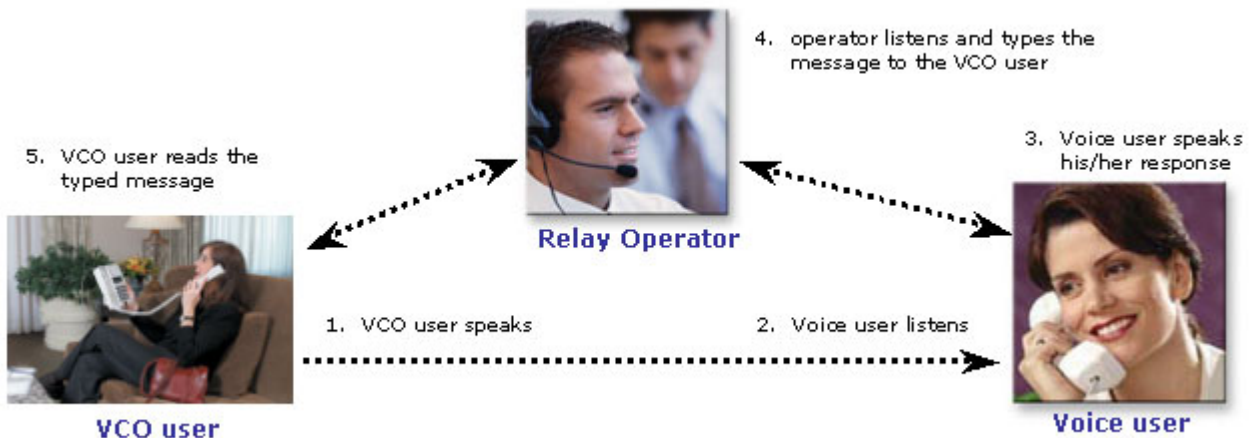 4. operator listens and types the
message to the VCO user
5. VCO user reads the
typed message
3. Voice user speaks
his/her response
Relay Operator
1. VCO user speaks
2. Voice user listens
VCO user
Voice user